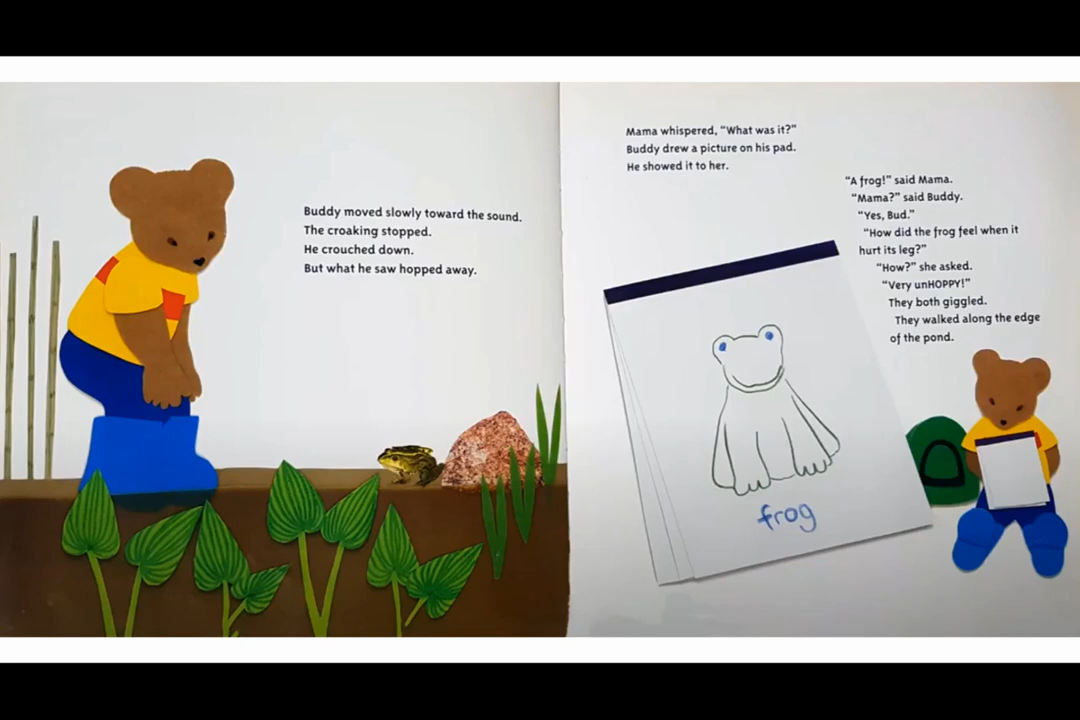 Buddy moved slowly toward the sound.
The croaking stopped.
He crouched down.
But what he saw hopped away.
Mama whispered, “What was it?”
Buddy drew a picture on his pad.
He showed it to her.
“A frog!” said Mama.
“Mama?” said Buddy.
“Yes, Bud.”
“How did the frog feel when it
hurt its leg?”
“How?” she asked.
“Very unHOPPY!”
They both giggled.
They walked along the edge
of the pond.
frog